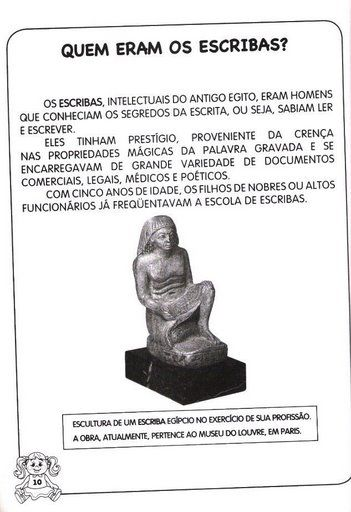 QUEM ERAM OS ESCRIBAS?
OS ESCRIBAS, INTELECTUAIS DO ANTIGO EGITO, ERAM HOMENS
QUE CONHECIAM OS SEGREDOS DA ESCRITA, OU SEJA, SABIAM LER
E ESCREVER.
ELES TINHAM PRESTÍGIO, PROVENIENTE DA CRENÇA
NAS PROPRIEDADES MÁGICAS DA PALAVRA GRAVADA E SE
ENCARREGAVAM DE GRANDE VARIEDADE DE DOCUMENTOS
COMERCIAIS, LEGAIS, MÉDICOS E POÉTICOS.
COM CINCO ANOS DE IDADE, OS FILHOS DE NOBRES OU ALTOS
FUNCIONÁRIOS JÁ FREQÜENTAVAM A ESCOLA DE ESCRIBAS.
ESCULTURA DE UM ESCRIBA EGÍPCIO NO EXERCÍCIO DE SUA PROFISSÃO.
A OBRA, ATUALMENTE, PERTENCE AO MUSEU DO LOUVRE, EM PARIS.
10